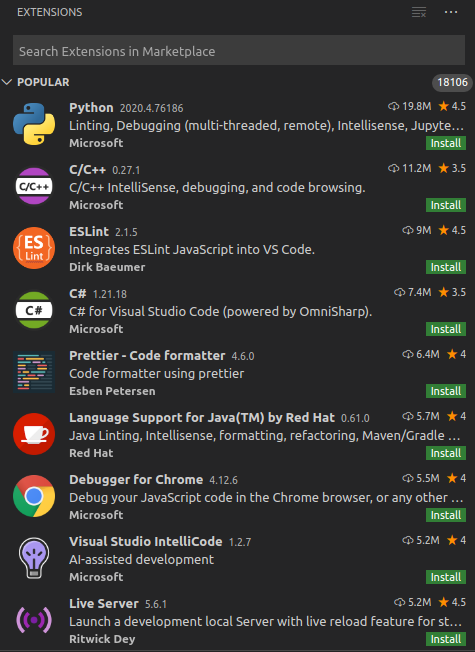 EXTENSIONS
Search Extensions in Marketplace
POPULAR 18106
Python 2020.4.76186 19.8M 4.5
Linting, Debugging (multi-threaded, remote), Intellisense, Jupyte...
Microsoft Install
C/C++
C/C++ 0.27.1 11.2M 3.5
C/C++ IntelliSense, debugging, and code browsing.
Microsoft Install
ES
Lint
ESLint 2.1.5 9M 4.5
Integrates ESLint JavaScript into VS Code.
Dirk Baeumer Install
C#
C# 1.21.18 7.4M 3.5
C# for Visual Studio Code (powered by OmniSharp).
Microsoft Install
Prettier - Code formatter 4.6.0 6.4M 4
Code formatter using prettier
Esben Petersen Install
Language Support for Java(TM) by Red Hat 0.61.0 5.7M 4
Java Linting, Intellisense, formatting, refactoring, Maven/Gradle ...
Red Hat Install
Debugger for Chrome 4.12.6 5.5M 4
Debug your JavaScript code in the Chrome browser, or any other ...
Microsoft Install
Visual Studio IntelliCode 1.2.7 5.2M 4
AI-assisted development
Microsoft Install
Live Server 5.6.1 5.2M 4.5
Launch a development local Server with live reload feature for st...
Ritwick Dey Install